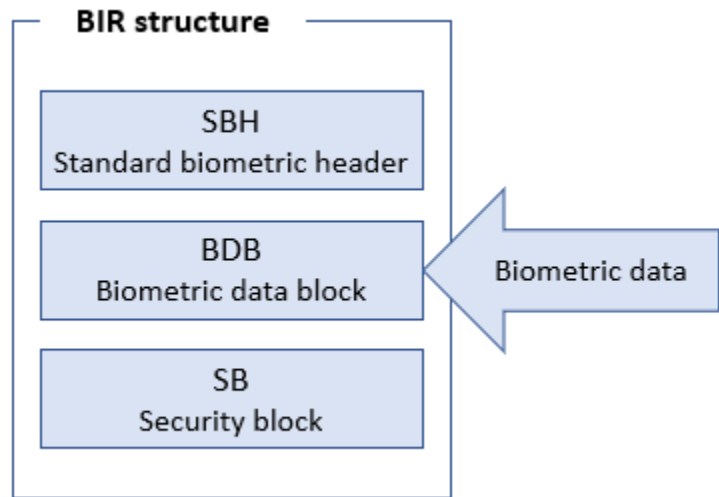 BIR structure
SBH
Standard biometric header
BDB
Biometric data block
Biometric data
SB
Security block